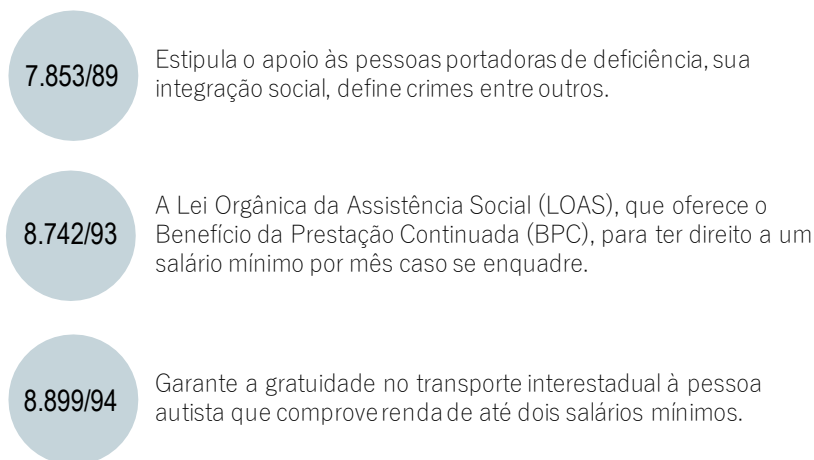 7.853/89
Estipula o apoio às pessoas portadoras de deficiência, sua
integração social, define crimes entre outros.
8.742/93
A Lei Orgânica da Assistência Social (LOAS), que oferece o
Benefício da Prestação Continuada (BPC), para ter direito a um
salário mínimo por mês caso se enquadre.
8.899/94
Garante a gratuidade no transporte interestadual à pessoa
autista que comprove renda de até dois salários mínimos.